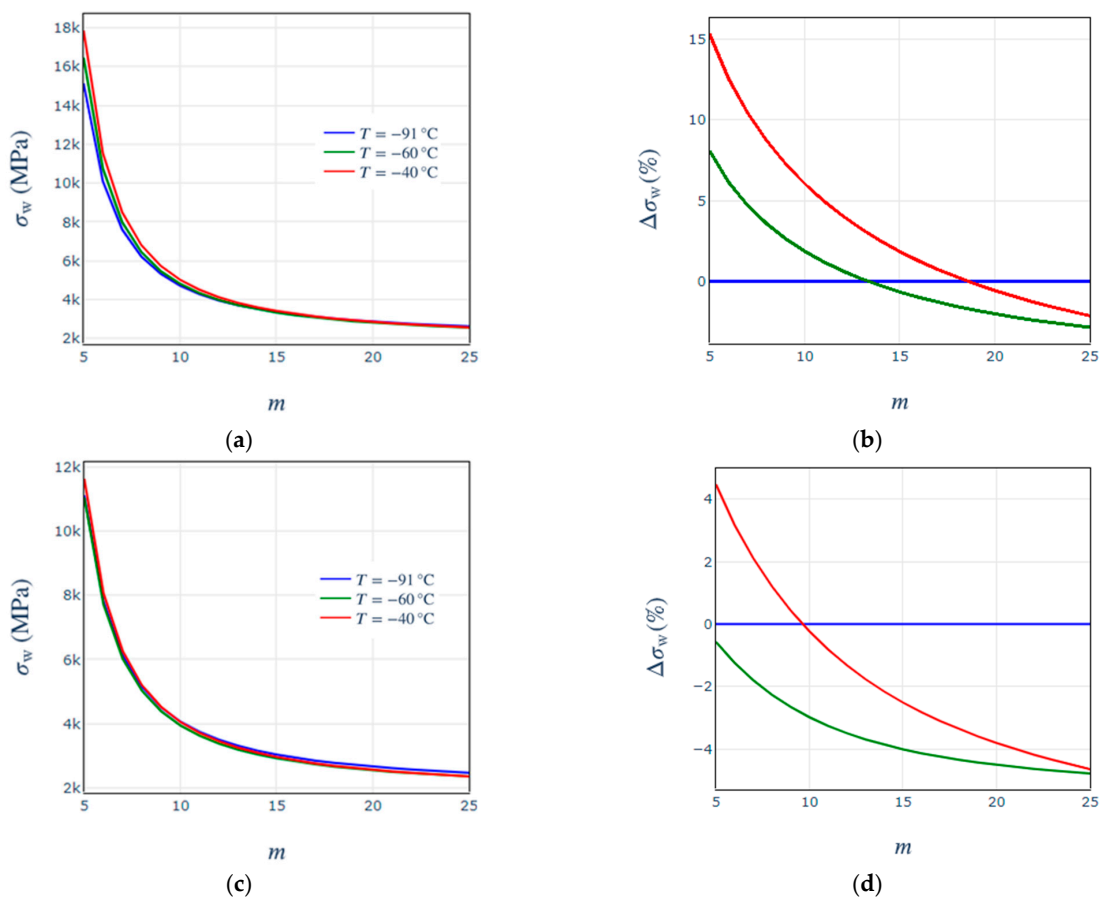 18k
16k
14k
12k
10k
8k
6k
4k
2k
σw (MPa)
T = −91 °C
T = −60 °C
T = −40 °C
5 10 15 20 25
m
(a)
15
10
5
0
Δσw (%)
5 10 15 20 25
m
(b)
12k
10k
8k
6k
4k
2k
σw (MPa)
T = −91 °C
T = −60 °C
T = −40 °C
5 10 15 20 25
m
(c)
4
2
0
−2
−4
Δσw (%)
5 10 15 20 25
m
(d)